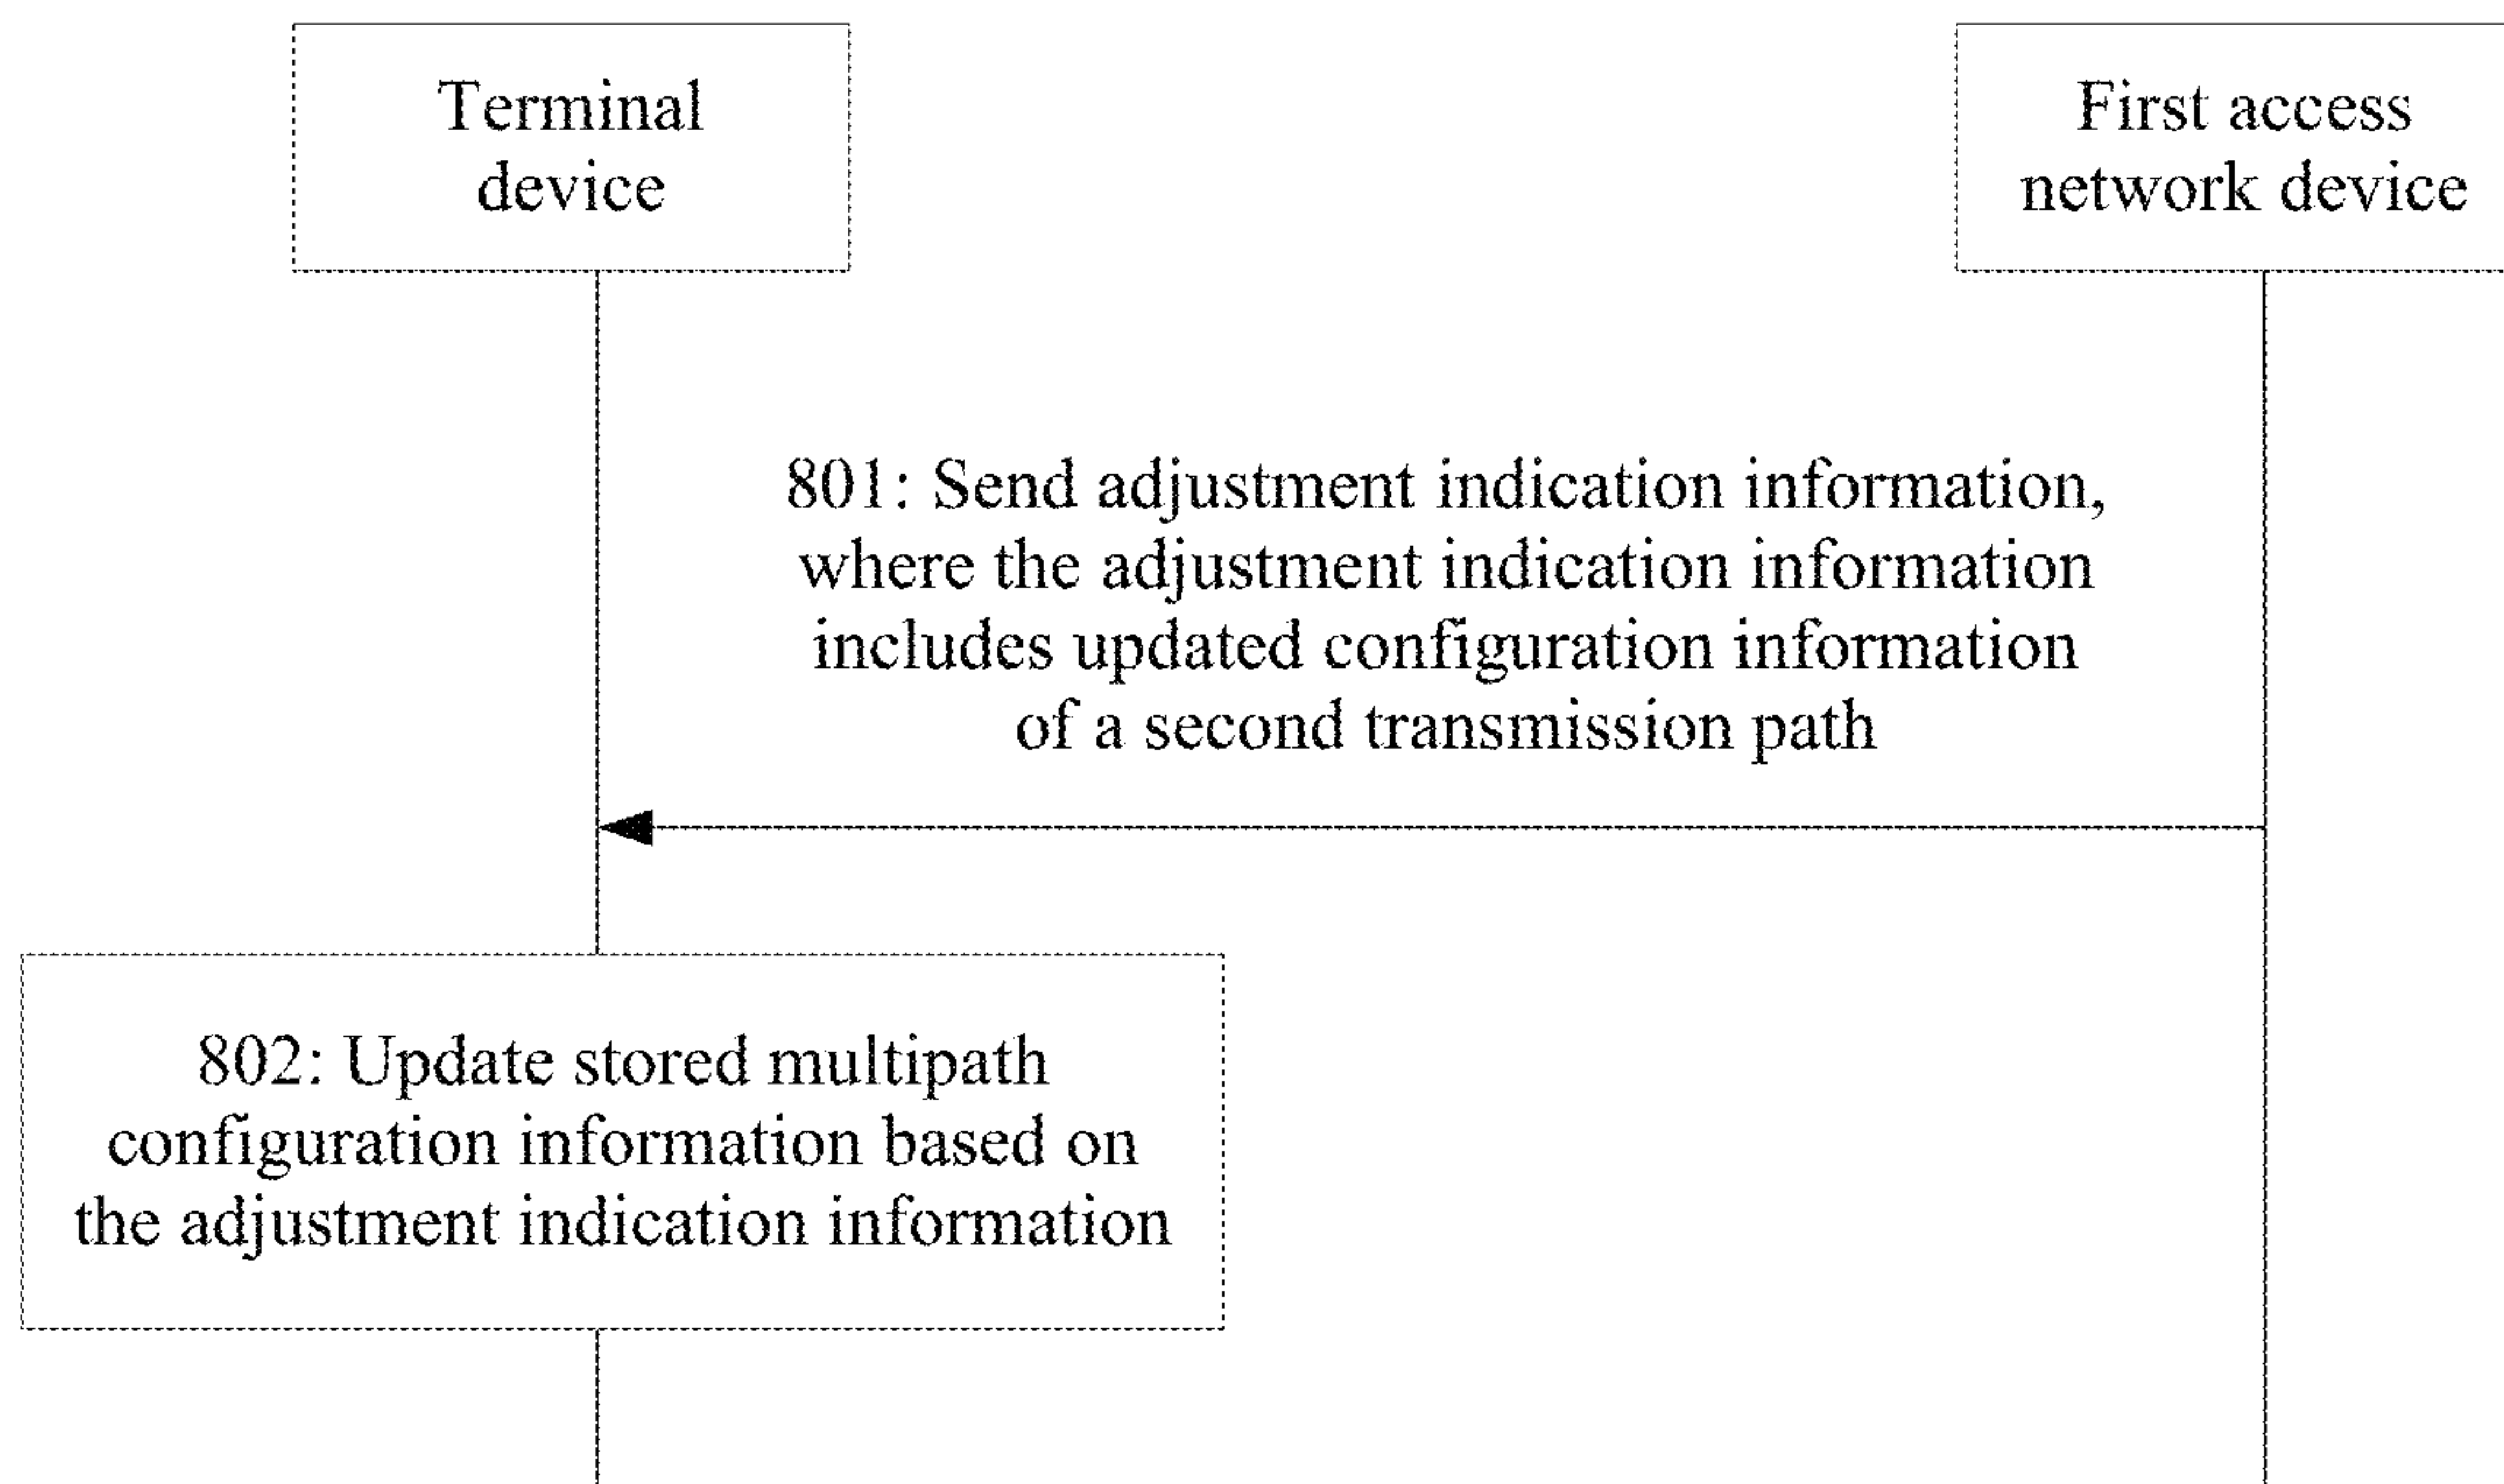 Terminal
device
First access
network device
801: Send adjustment indication information,
where the adjustment indication information
includes updated configuration information
of a second transmission path
802: Update stored multipath
configuration information based on
the adjustment indication information